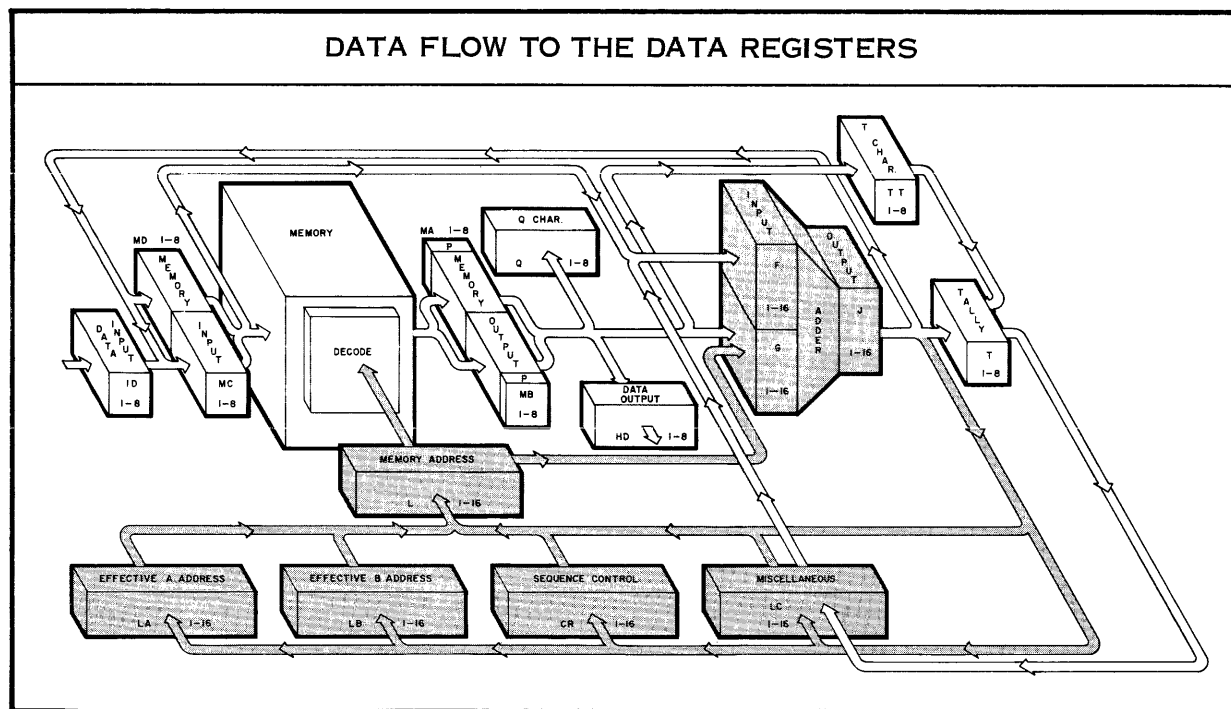 DATA FLOW TO THE DATA REGISTERS
T CHAR.
TT
1-8
MEMORY
INPUT
F
1-16
G
1-16
ADDER
OUTPUT
J
1-16
Q CHAR.
Q 1-8
MD 1-8
MEMORY
INPUT
MC
1-8
DATA
INPUT
ID
1-8
DECODE
MA 1-8
P
MEMORY
OUTPUT
P
MB
1-8
TALLY
T
1-8
DATA
OUTPUT
HD 1-8
MEMORY ADDRESS
L 1-16
EFFECTIVE A ADDRESS
LA 1-16
EFFECTIVE B ADDRESS
LB 1-16
SEQUENCE CONTROL
CR 1-16
MISCELLANEOUS
LC
1-16